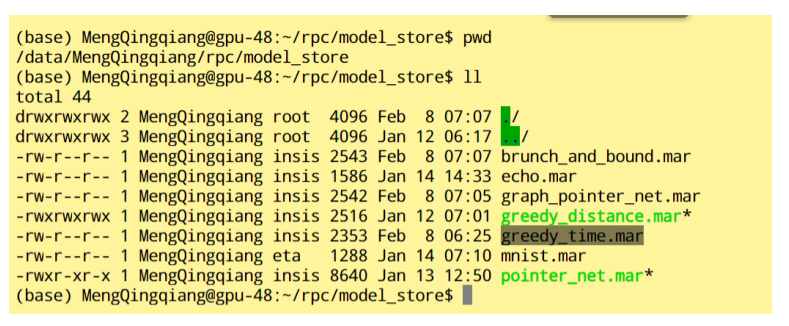 (base) MengQingqiang@gpu-48:~/rpc/model_store$ pwd
/data/MengQingqiang/rpc/model_store
(base) MengQingqiang@gpu-48:~/rpc/model_store$ ll
total 44
drwxrwxrwx 2 MengQingqiang root  4096 Feb  8 07:07 ./
drwxrwxrwx 3 MengQingqiang root  4096 Jan 12 06:17 ../
-rw-r--r-- 1 MengQingqiang insis 2543 Feb  8 07:07 brunch_and_bound.mar
-rw-r--r-- 1 MengQingqiang insis 1586 Jan 14 14:33 echo.mar
-rw-r--r-- 1 MengQingqiang insis 2542 Feb  8 07:05 graph_pointer_net.mar
-rwxrwxrwx 1 MengQingqiang insis 2516 Jan 12 07:01 greedy_distance.mar*
-rw-r--r-- 1 MengQingqiang insis 2353 Feb  8 06:25 greedy_time.mar
-rw-r--r-- 1 MengQingqiang eta   1288 Jan 14 07:10 mnist.mar
-rwxr-xr-x 1 MengQingqiang insis 8640 Jan 13 12:50 pointer_net.mar*
(base) MengQingqiang@gpu-48:~/rpc/model_store$